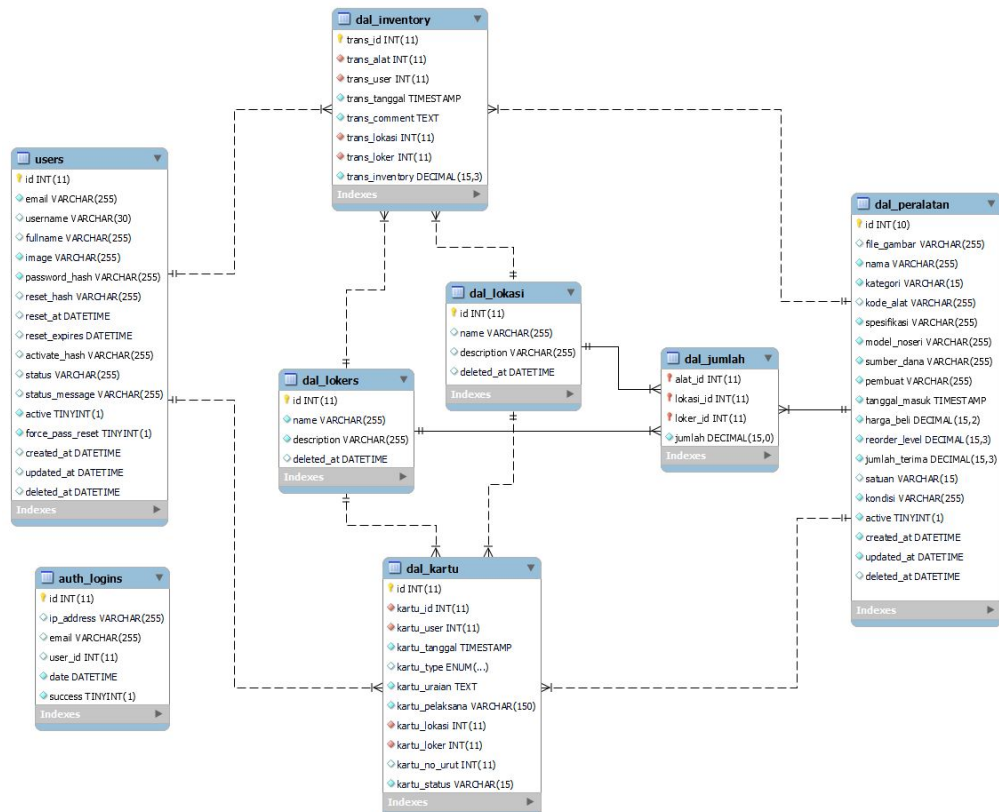 dal_inventory
trans_id INT(11)
trans_alat INT(11)
trans_user INT(11)
trans_tanggal TIMESTAMP
trans_comment TEXT
trans_lokasi INT(11)
trans_loker INT(11)
trans_inventory DECIMAL(15,3)
Indexes
users
id INT(11)
email VARCHAR(255)
username VARCHAR(30)
fullname VARCHAR(255)
image VARCHAR(255)
password_hash VARCHAR(255)
reset_hash VARCHAR(255)
reset_at DATETIME
reset_expires DATETIME
activate_hash VARCHAR(255)
status VARCHAR(255)
status_message VARCHAR(255)
active TINYINT(1)
force_pass_reset TINYINT(1)
created_at DATETIME
updated_at DATETIME
deleted_at DATETIME
Indexes
dal_peralatan
id INT(10)
file_gambar VARCHAR(255)
nama VARCHAR(255)
kategori VARCHAR(15)
kode_alat VARCHAR(255)
spesifikasi VARCHAR(255)
model_noseri VARCHAR(255)
sumber_dana VARCHAR(255)
pembuat VARCHAR(255)
tanggal_masuk TIMESTAMP
harga_beli DECIMAL(15,2)
reorder_level DECIMAL(15,3)
jumlah_terima DECIMAL(15,3)
satuan VARCHAR(15)
kondisi VARCHAR(255)
active TINYINT(1)
created_at DATETIME
updated_at DATETIME
deleted_at DATETIME
Indexes
dal_lokasi
id INT(11)
name VARCHAR(255)
description VARCHAR(255)
deleted_at DATETIME
Indexes
dal_lokers
id INT(11)
name VARCHAR(255)
description VARCHAR(255)
deleted_at DATETIME
Indexes
dal_jumlah
alat_id INT(11)
lokasi_id INT(11)
loker_id INT(11)
jumlah DECIMAL(15,0)
Indexes
auth_logins
id INT(11)
ip_address VARCHAR(255)
email VARCHAR(255)
user_id INT(11)
date DATETIME
success TINYINT(1)
Indexes
dal_kartu
id INT(11)
kartu_id INT(11)
kartu_user INT(11)
kartu_tanggal TIMESTAMP
kartu_type ENUM(...)
kartu_uraian TEXT
kartu_pelaksana VARCHAR(150)
kartu_lokasi INT(11)
kartu_loker INT(11)
kartu_no_urut INT(11)
kartu_status VARCHAR(15)
Indexes